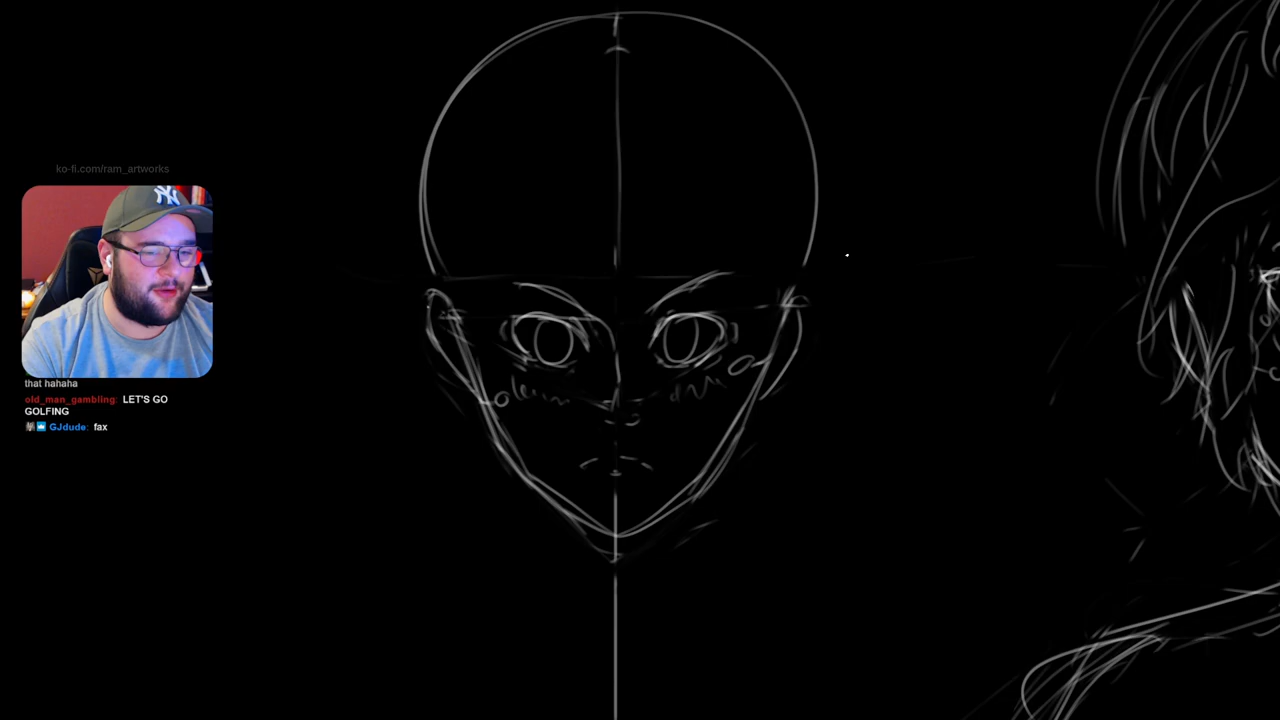 ko-fi.com/ram_artworks
NY
that hahaha
old_man_gambling: LET'S GO
GOLFING
GJdude: fax